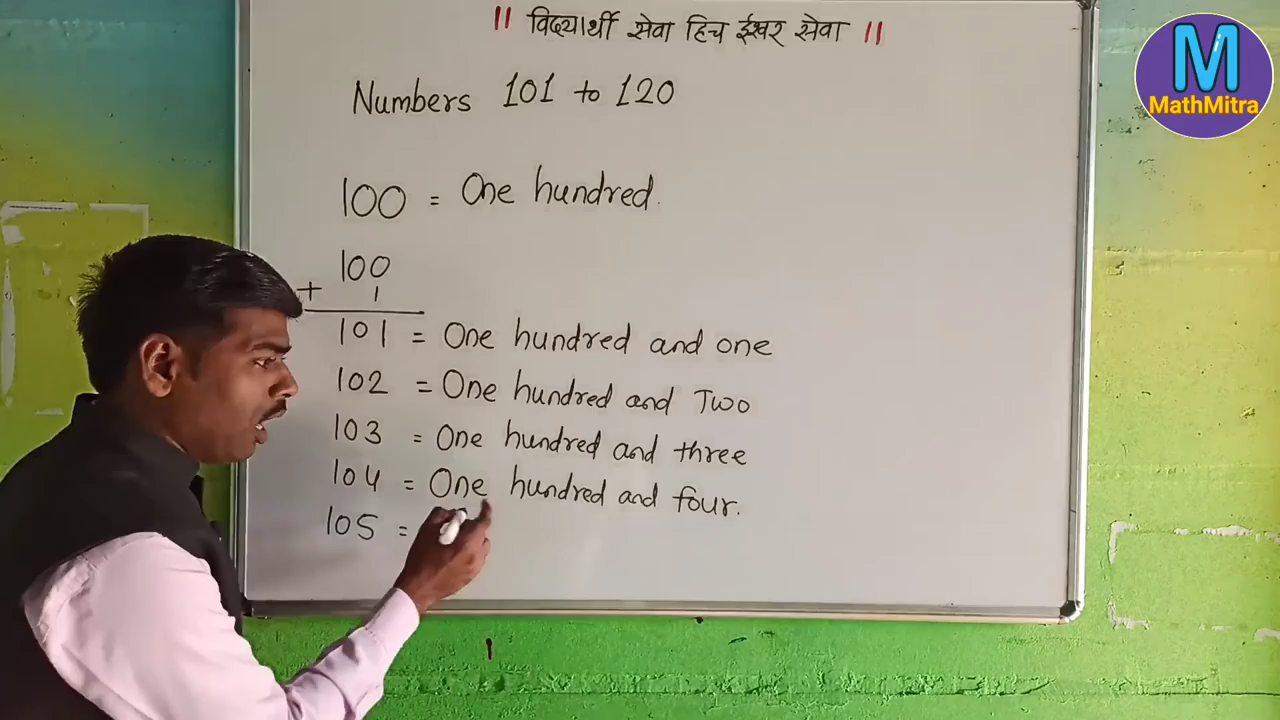 || विद्यार्थी सेवा हिच ईश्वर सेवा ||
M
MathMitra
Numbers 101 to 120
100 = One hundred.
100
+ 1
101 = One hundred and one
102 = One hundred and Two
103 = One hundred and three
104 = One hundred and four.
105 =